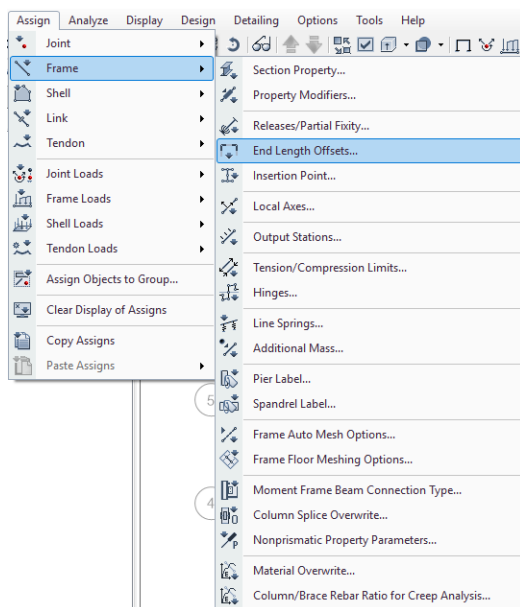 Assign Analyze Display Design Detailing Options Tools Help
Joint
Frame
Shell
Link
Tendon
Joint Loads
Frame Loads
Shell Loads
Tendon Loads
Assign Objects to Group...
Clear Display of Assigns
Copy Assigns
Paste Assigns
Section Property...
Property Modifiers...
Releases/Partial Fixity...
End Length Offsets...
Insertion Point...
Local Axes...
Output Stations...
Tension/Compression Limits...
Hinges...
Line Springs...
Additional Mass...
Pier Label...
Spandrel Label...
Frame Auto Mesh Options...
Frame Floor Meshing Options...
Moment Frame Beam Connection Type...
Column Splice Overwrite...
Nonprismatic Property Parameters...
Material Overwrite...
Column/Brace Rebar Ratio for Creep Analysis...
5
4